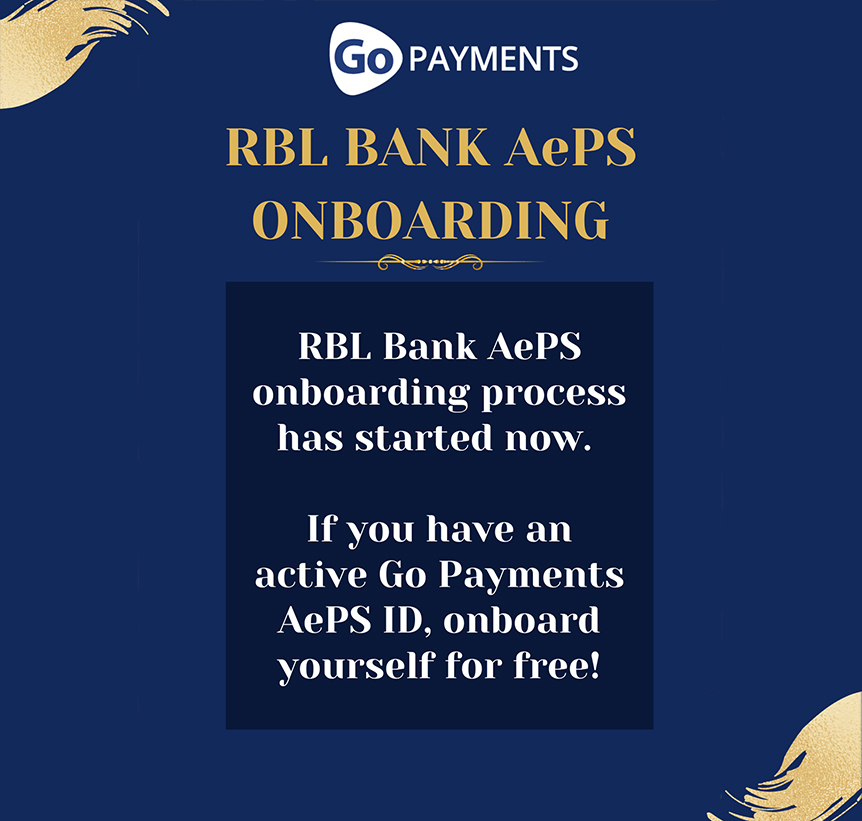 Go PAYMENTS
RBL BANK AePS
ONBOARDING
RBL Bank AePS
onboarding process
has started now.
If you have an
active Go Payments
AePS ID, onboard
yourself for free!